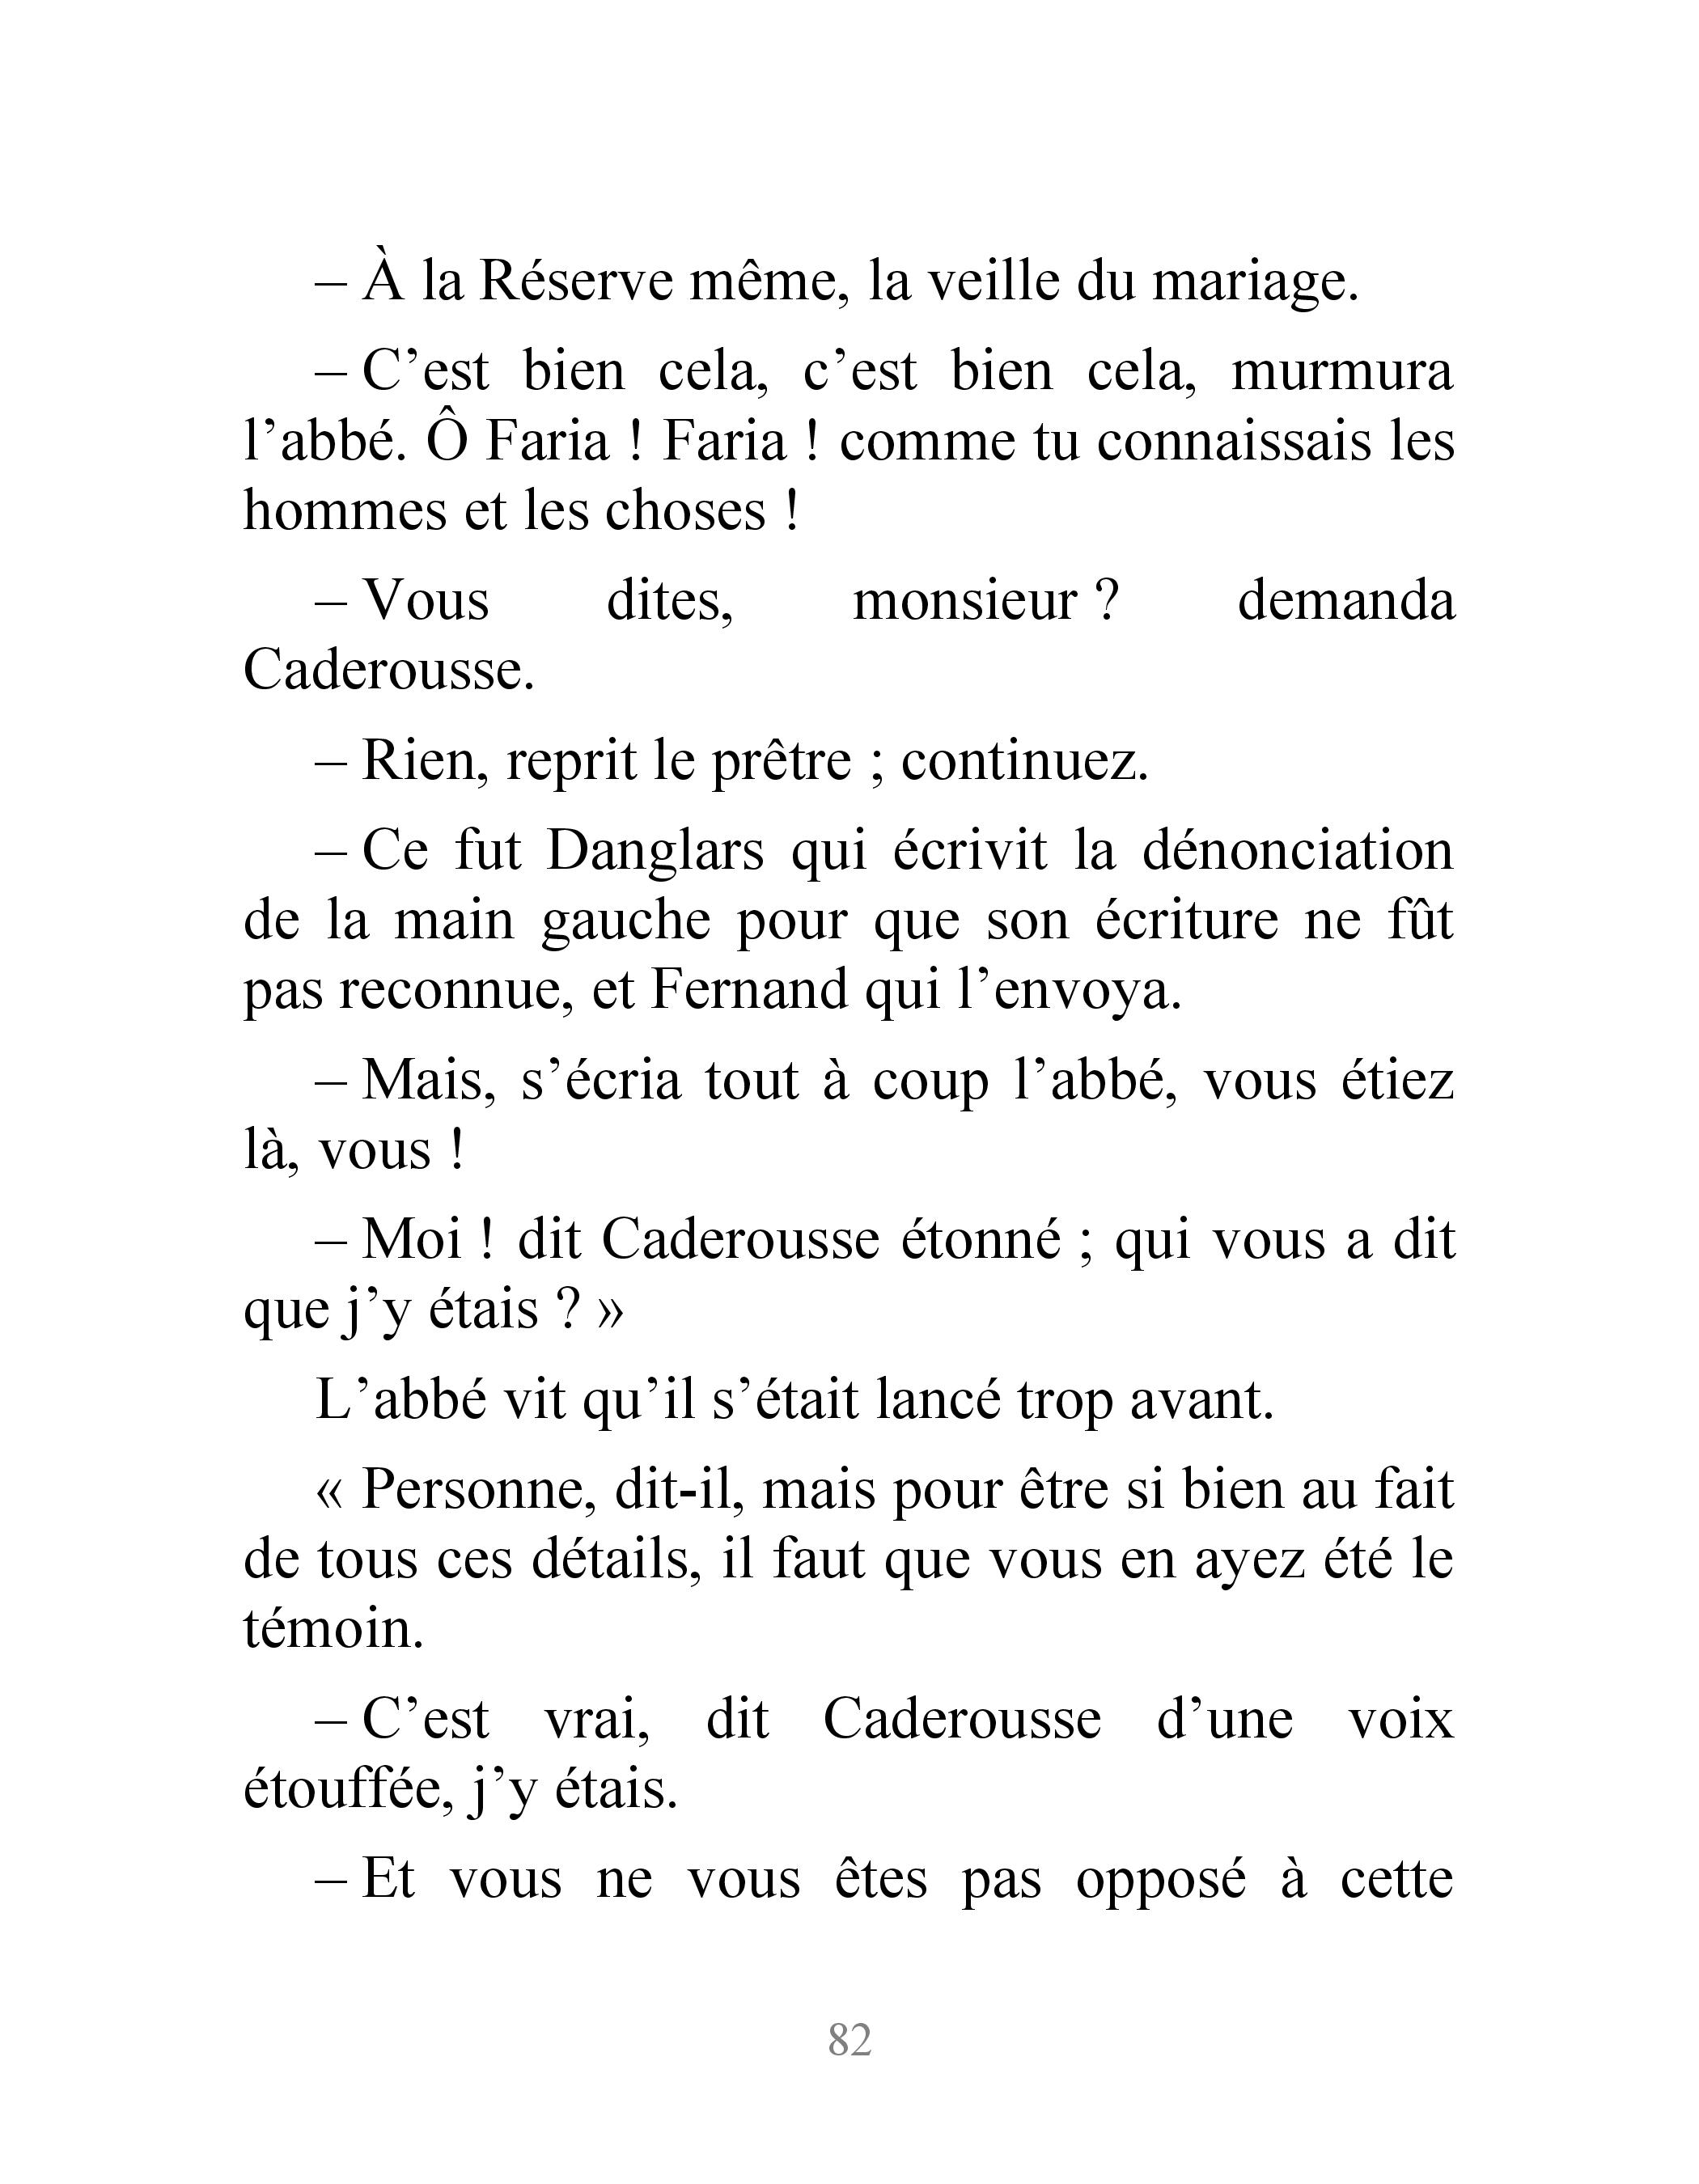 – À la Réserve même, la veille du mariage.
– C’est bien cela, c’est bien cela, murmura
l’abbé. Ô Faria ! Faria ! comme tu connaissais les
hommes et les choses !
– Vous dites, monsieur ? demanda
Caderousse.
– Rien, reprit le prêtre ; continuez.
– Ce fut Danglars qui écrivit la dénonciation
de la main gauche pour que son écriture ne fût
pas reconnue, et Fernand qui l’envoya.
– Mais, s’écria tout à coup l’abbé, vous étiez
là, vous !
– Moi ! dit Caderousse étonné ; qui vous a dit
que j’y étais ? »
L’abbé vit qu’il s’était lancé trop avant.
« Personne, dit-il, mais pour être si bien au fait
de tous ces détails, il faut que vous en ayez été le
témoin.
– C’est vrai, dit Caderousse d’une voix
étouffée, j’y étais.
– Et vous ne vous êtes pas opposé à cette
82